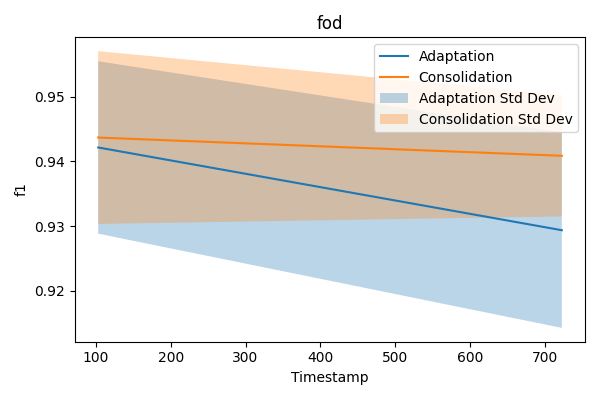 fod
Adaptation
Consolidation
Adaptation Std Dev
Consolidation Std Dev
f1
0.95
0.94
0.93
0.92
100 200 300 400 500 600 700
Timestamp